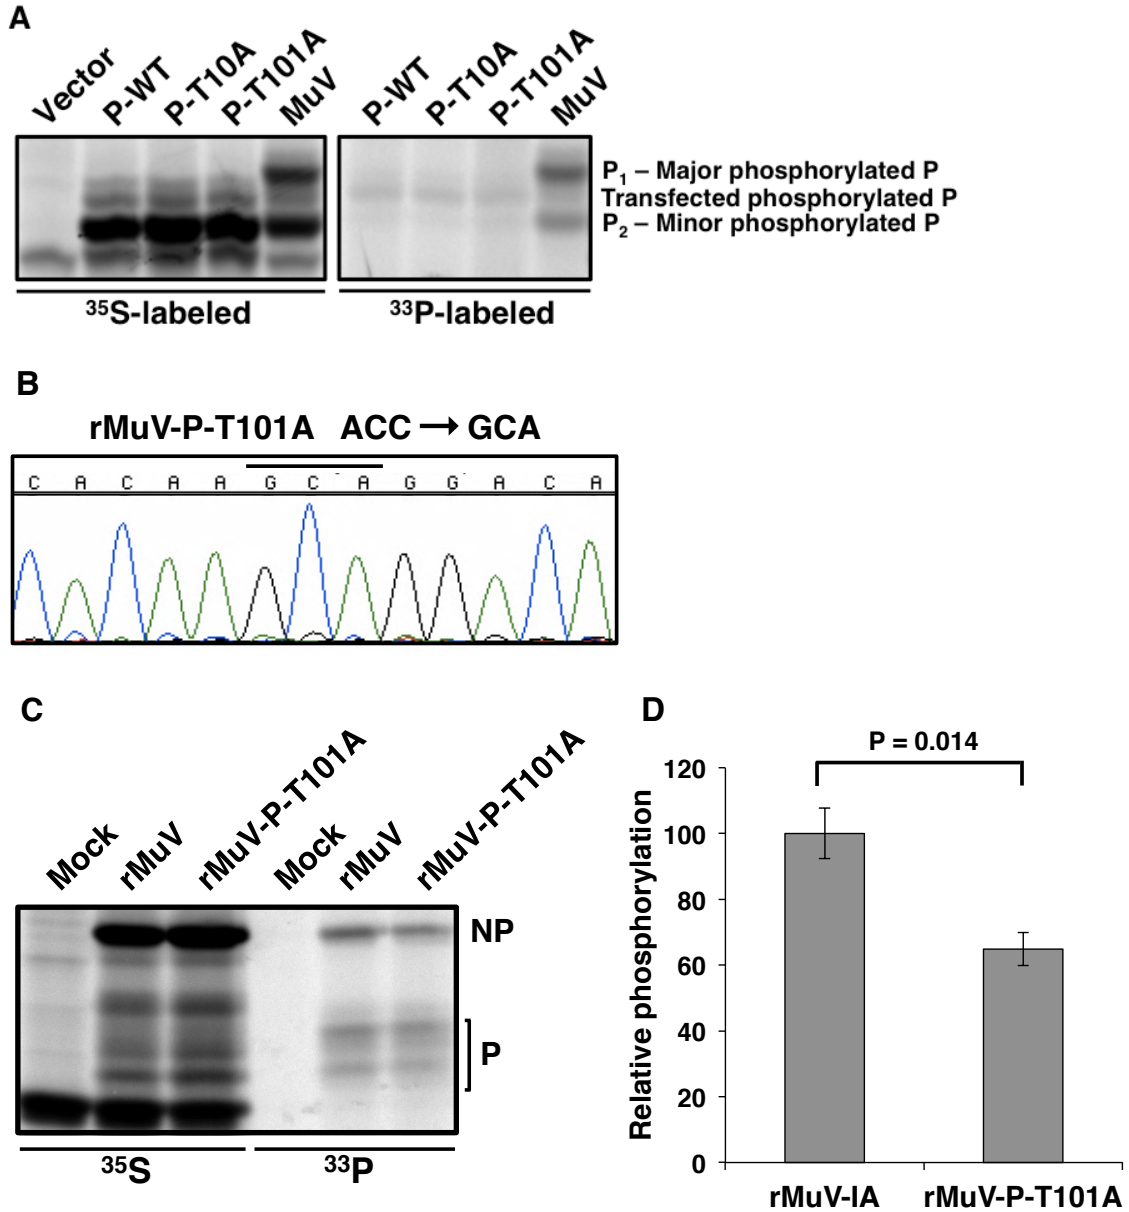 A
Vector P-WT P-T10A P-T101A MuV P-WT P-T10A P-T101A MuV
P₁ – Major phosphorylated P
Transfected phosphorylated P
P₂ – Minor phosphorylated P
³⁵S-labeled ³³P-labeled
B
rMuV-P-T101A ACC → GCA
C A C A A G C A G G A C A
C
Mock rMuV rMuV-P-T101A Mock rMuV rMuV-P-T101A
NP
P
³⁵S ³³P
D
P = 0.014
Relative phosphorylation
120
100
80
60
40
20
0
rMuV-IA rMuV-P-T101A